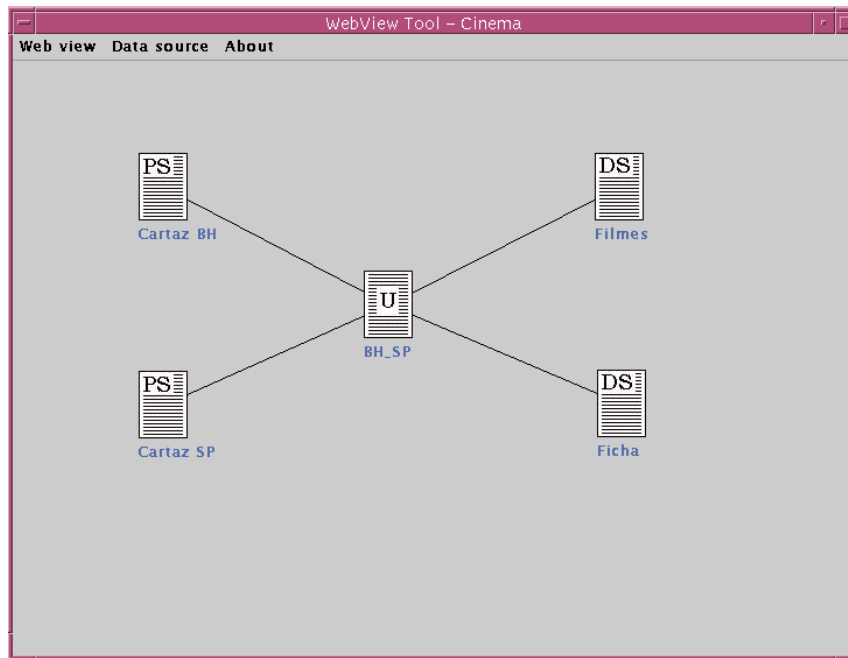 WebView Tool – Cinema
Web view Data source About
PS
Cartaz BH
DS
Filmes
U
BH_SP
PS
Cartaz SP
DS
Ficha